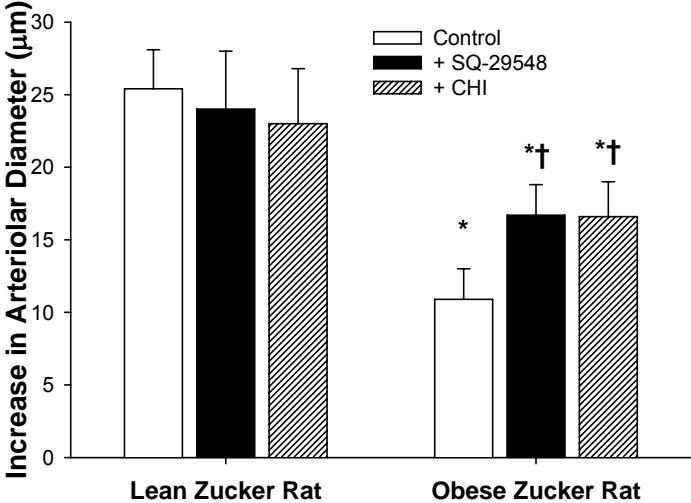 Increase in Arteriolar Diameter (μm)
30
25
20
15
10
5
0
Control
+ SQ-29548
+ CHI
*
*†
*†
Lean Zucker Rat
Obese Zucker Rat